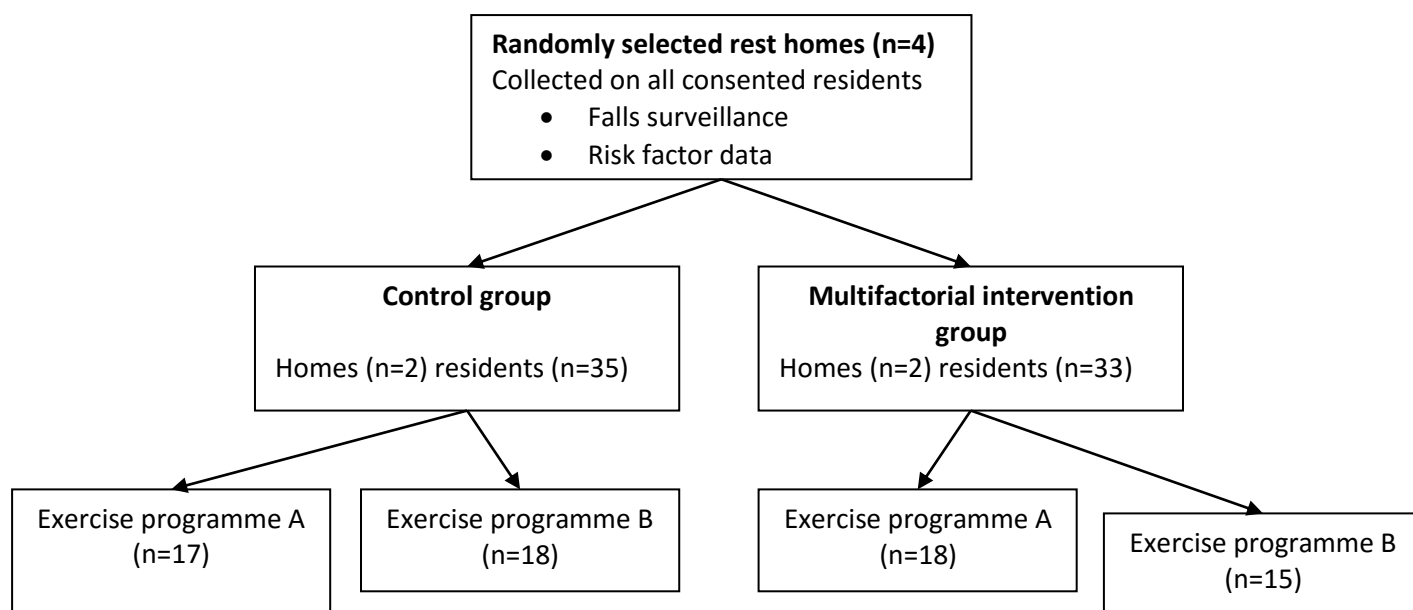 Randomly selected rest homes (n=4)
Collected on all consented residents
• Falls surveillance
• Risk factor data
Control group
Homes (n=2) residents (n=35)
Multifactorial intervention
group
Homes (n=2) residents (n=33)
Exercise programme A
(n=17)
Exercise programme B
(n=18)
Exercise programme A
(n=18)
Exercise programme B
(n=15)